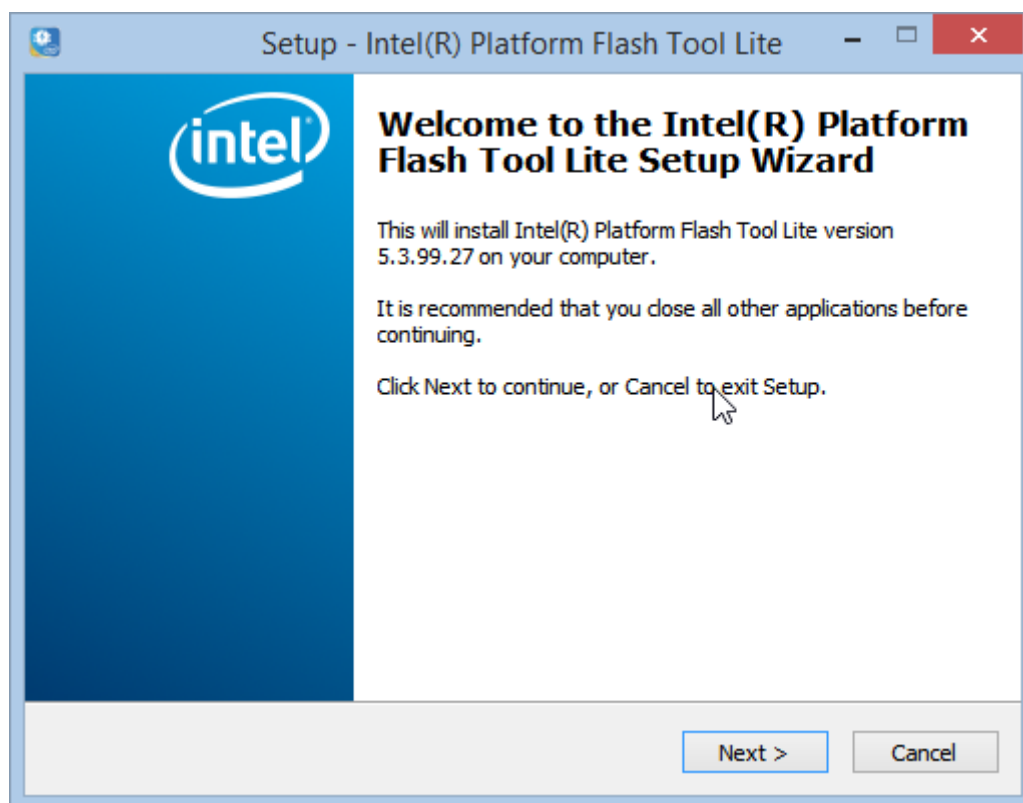 Setup - Intel(R) Platform Flash Tool Lite
intel
Welcome to the Intel(R) Platform
Flash Tool Lite Setup Wizard
This will install Intel(R) Platform Flash Tool Lite version
5.3.99.27 on your computer.
It is recommended that you close all other applications before
continuing.
Click Next to continue, or Cancel to exit Setup.
Next >
Cancel